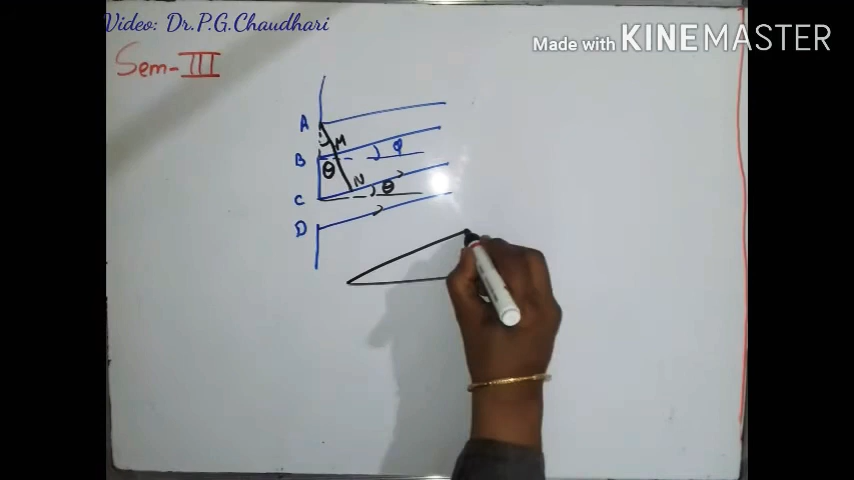 Video: Dr.P.G.Chaudhari
Made with KINEMASTER
Sem-III
A
M
B
φ
θ
N
θ
C
D